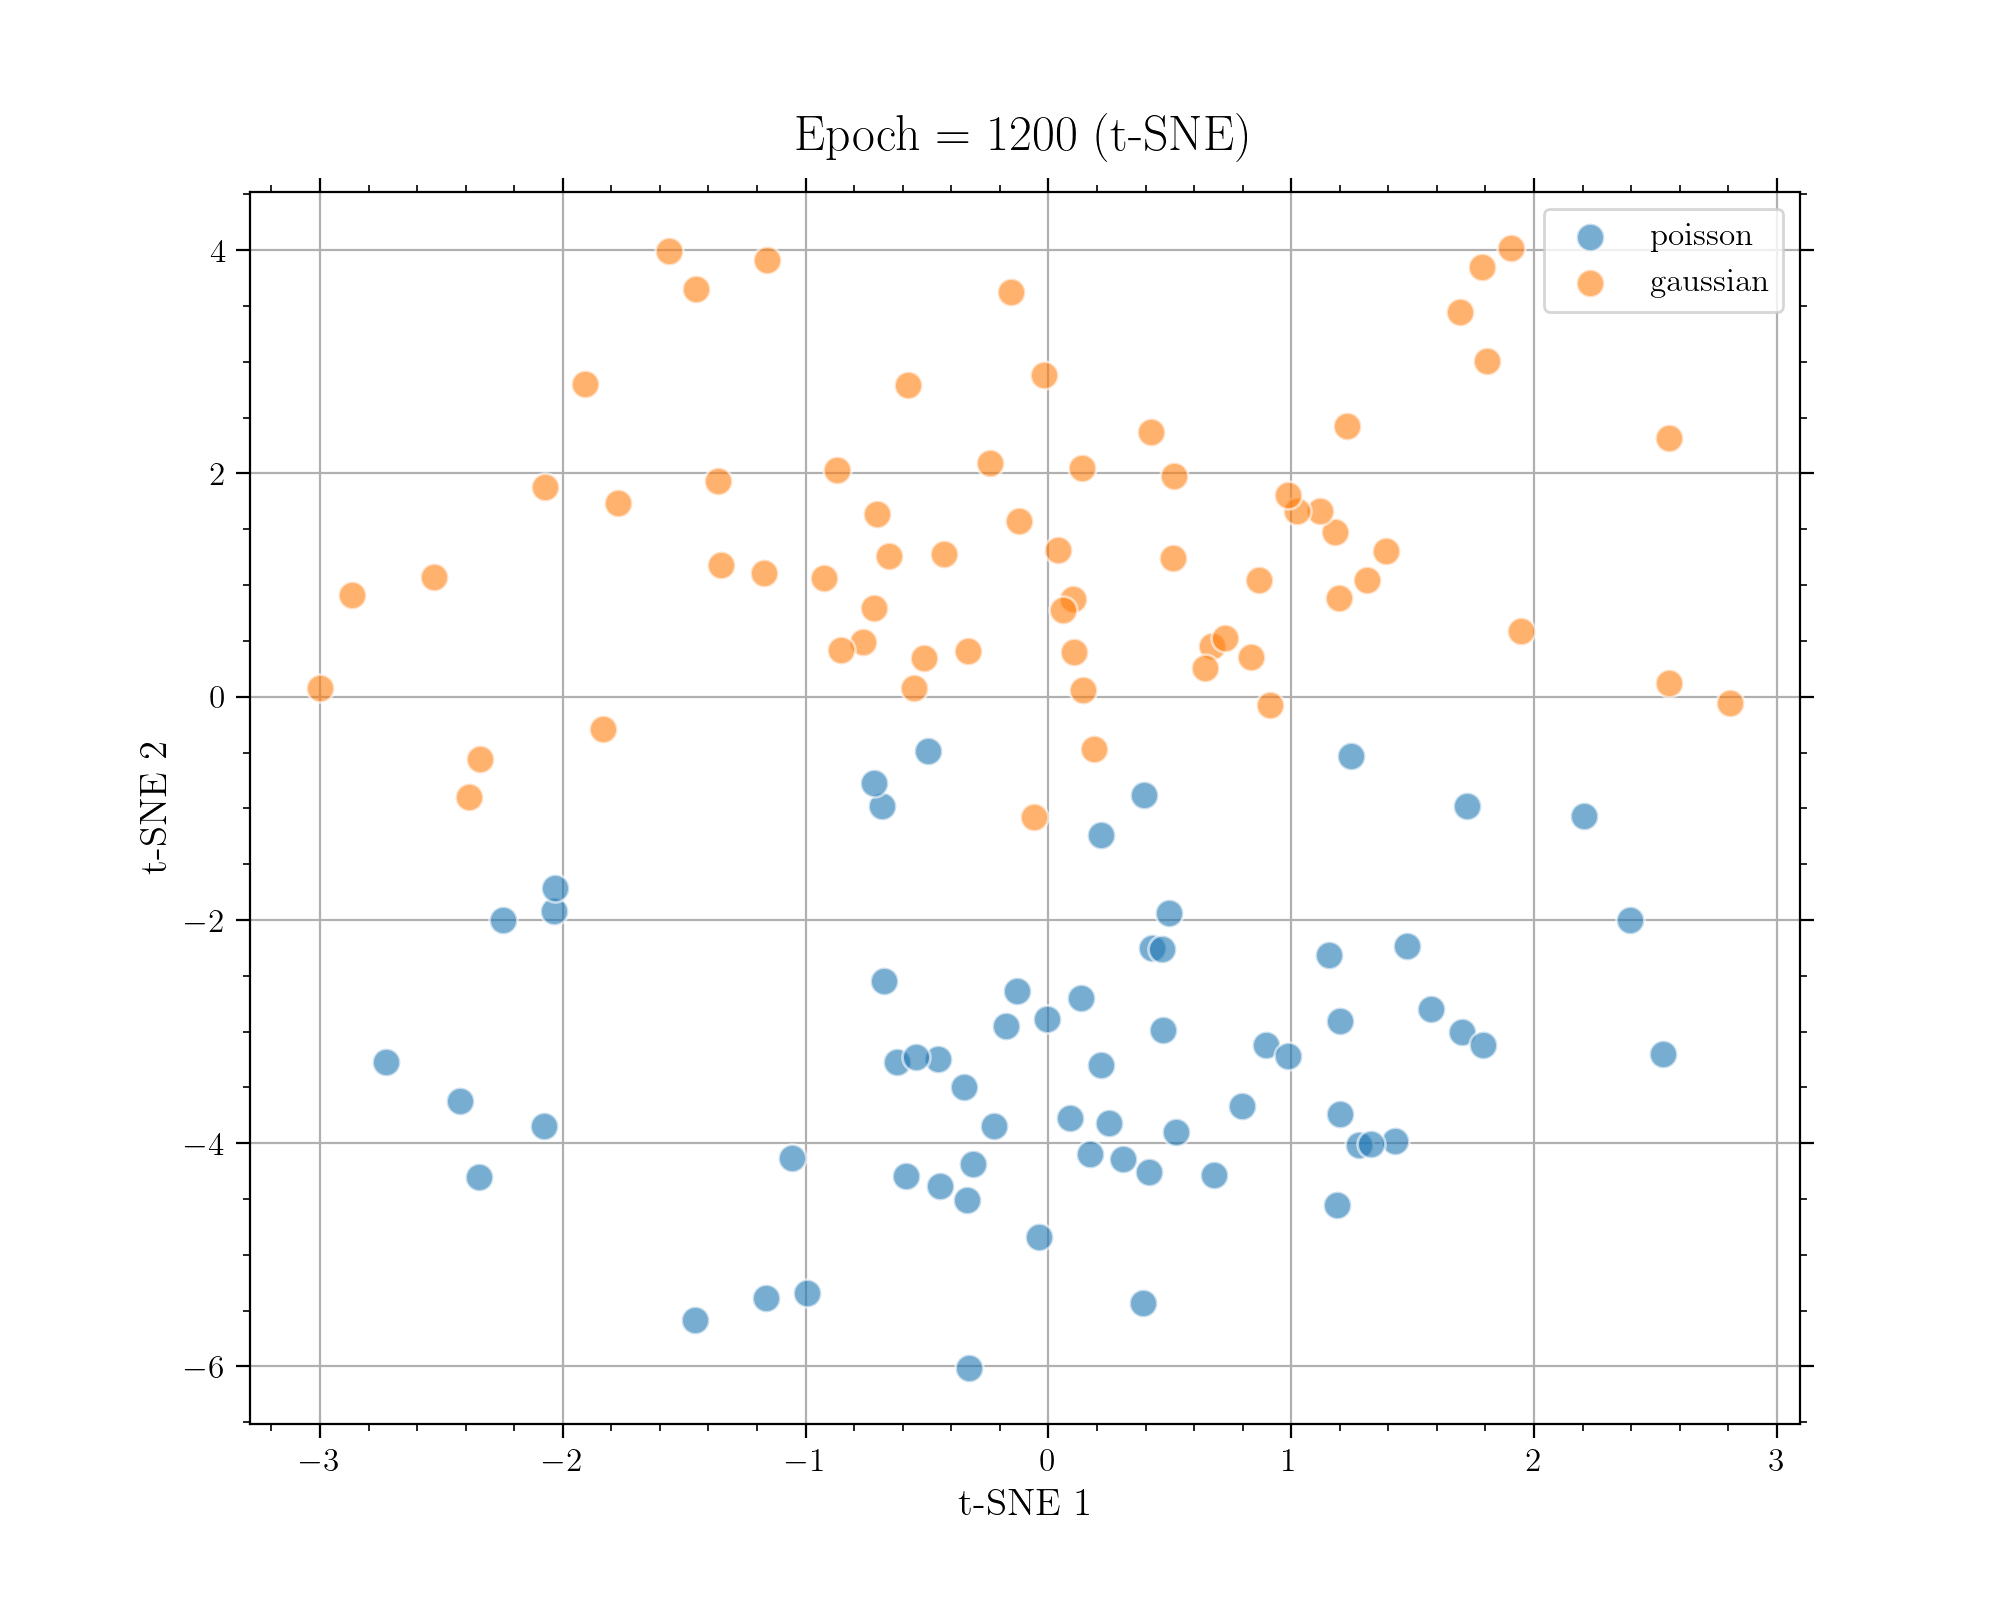 Epoch = 1200 (t-SNE)
poisson
gaussian
4
2
0
−2
−4
−6
t-SNE 2
−3 −2 −1 0 1 2 3
t-SNE 1